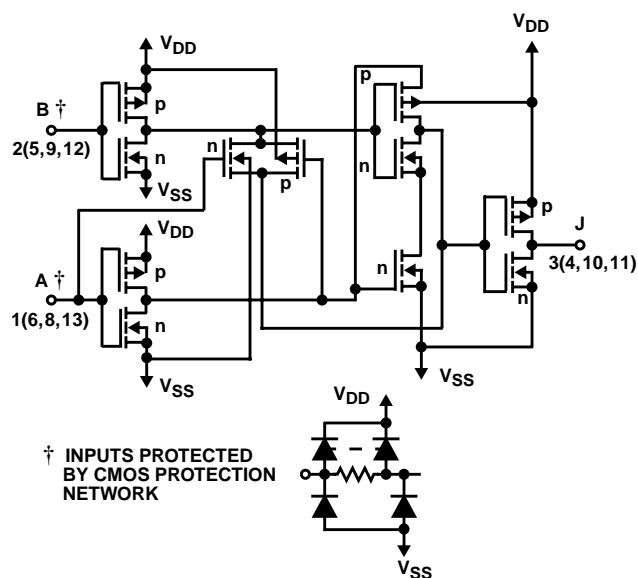 VDD
VDD
p
B †
p
n
2(5,9,12)
n
n
p
VSS
VDD
J
p
A †
p
n
3(4,10,11)
n
n
1(6,8,13)
VSS
VSS
VDD
† INPUTS PROTECTED
BY CMOS PROTECTION
NETWORK
VSS